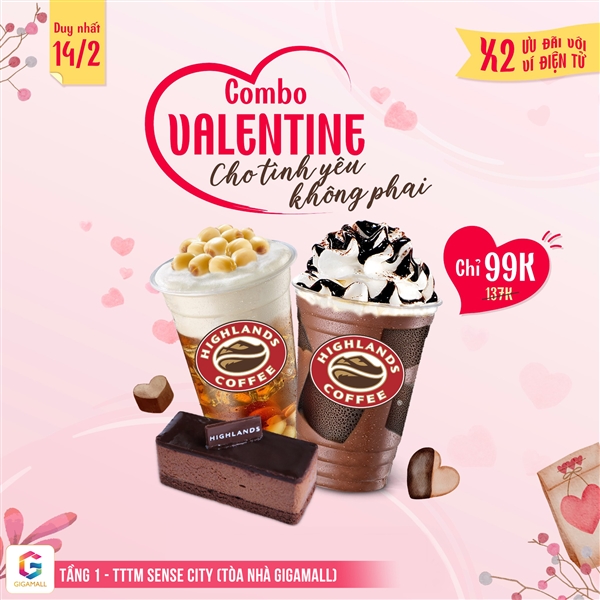 Duy nhất
14/2
X2 ƯU ĐÃI VỚI
VÍ ĐIỆN TỬ
Combo
VALENTINE
Cho tình yêu
không phai
Chỉ 99K
137K
HIGHLANDS
COFFEE
HIGHLANDS
COFFEE
®
HIGHLANDS
GIGAMALL
TẦNG 1 - TTTM SENSE CITY (TÒA NHÀ GIGAMALL)